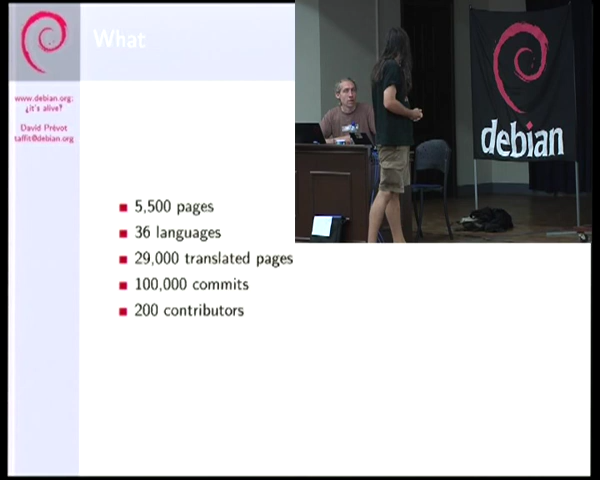 What
www.debian.org:
¿it's alive?
David Prévot
taffit@debian.org
5,500 pages
36 languages
29,000 translated pages
100,000 commits
200 contributors
debian